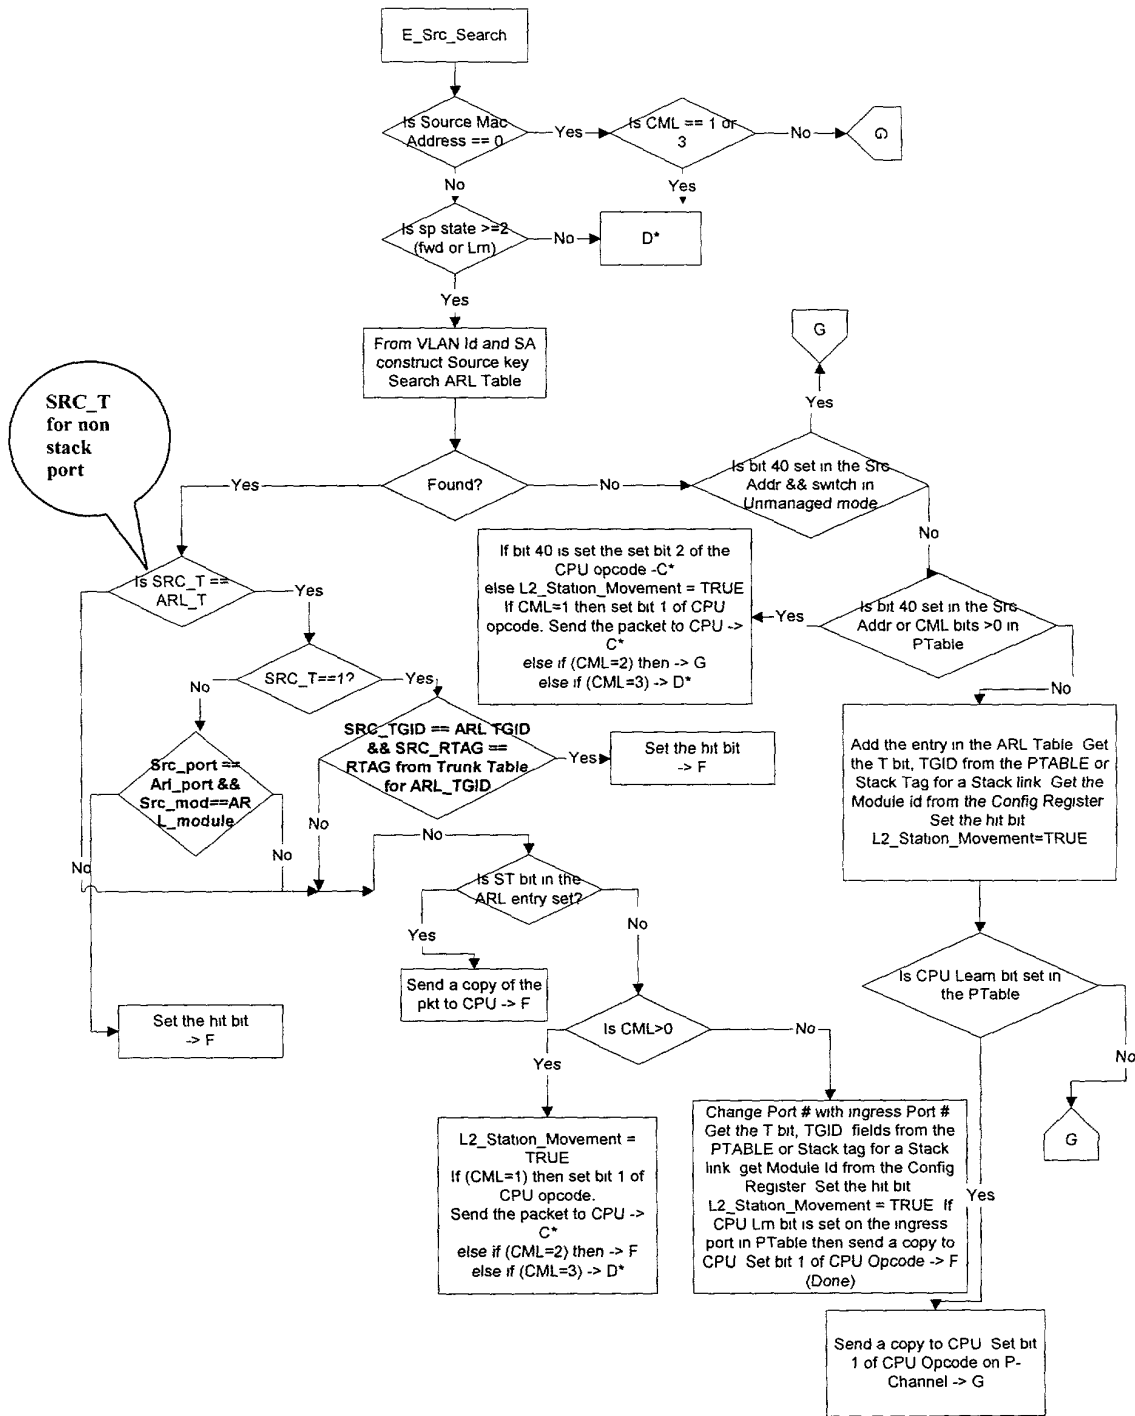 E_Src_Search
Is Source Mac
Address == 0
Yes
Is CML == 1 or
3
No
G
No
Yes
Is sp state >=2
(fwd or Lrn)
No
D*
Yes
From VLAN Id and SA
construct Source key
Search ARL Table
G
Yes
SRC_T
for non
stack
port
Yes
Found?
No
Is bit 40 set in the Src
Addr && switch in
Unmanaged mode
No
If bit 40 is set the set bit 2 of the
CPU opcode -C*
else L2_Station_Movement = TRUE
If CML=1 then set bit 1 of CPU
opcode. Send the packet to CPU ->
C*
else if (CML=2) then -> G
else if (CML=3) -> D*
Yes
Is bit 40 set in the Src
Addr or CML bits >0 in
PTable
No
Is SRC_T ==
ARL_T
Yes
SRC_T==1?
No
Yes
Src_port ==
Arl_port &&
Src_mod==AR
L_module
SRC_TGID == ARL TGID
&& SRC_RTAG ==
RTAG from Trunk Table
for ARL_TGID
Yes
Set the hit bit
-> F
Add the entry in the ARL Table Get
the T bit, TGID from the PTABLE or
Stack Tag for a Stack link Get the
Module id from the Config Register
Set the hit bit
L2_Station_Movement=TRUE
No
No
No
No
Is ST bit in the
ARL entry set?
Yes
No
Send a copy of the
pkt to CPU -> F
Is CPU Learn bit set in
the PTable
Set the hit bit
-> F
Is CML>0
No
Yes
No
G
Yes
L2_Station_Movement =
TRUE
If (CML=1) then set bit 1 of
CPU opcode.
Send the packet to CPU ->
C*
else if (CML=2) then -> F
else if (CML=3) -> D*
Change Port # with ingress Port #
Get the T bit, TGID fields from the
PTABLE or Stack tag for a Stack
link get Module Id from the Config
Register Set the hit bit
L2_Station_Movement = TRUE If
CPU Lrn bit is set on the ingress
port in PTable then send a copy to
CPU Set bit 1 of CPU Opcode -> F
(Done)
Send a copy to CPU Set bit
1 of CPU Opcode on P-
Channel -> G